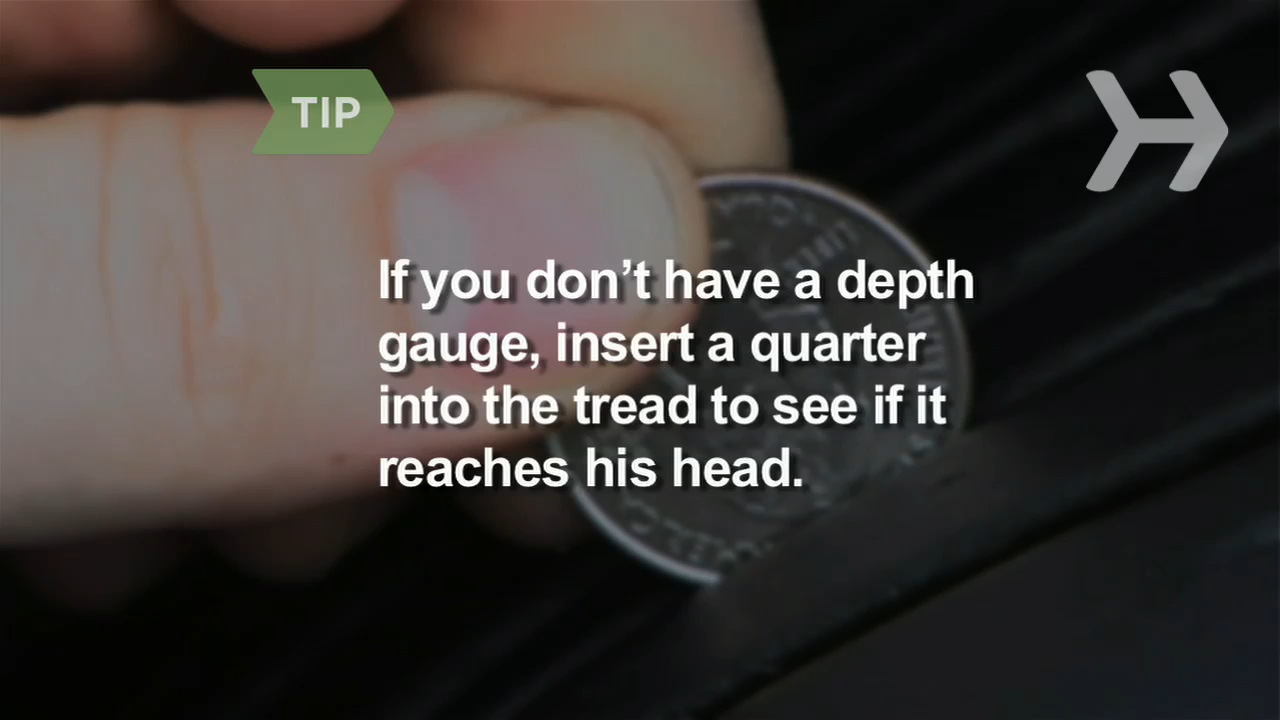 TIP
If you don’t have a depth
gauge, insert a quarter
into the tread to see if it
reaches his head.